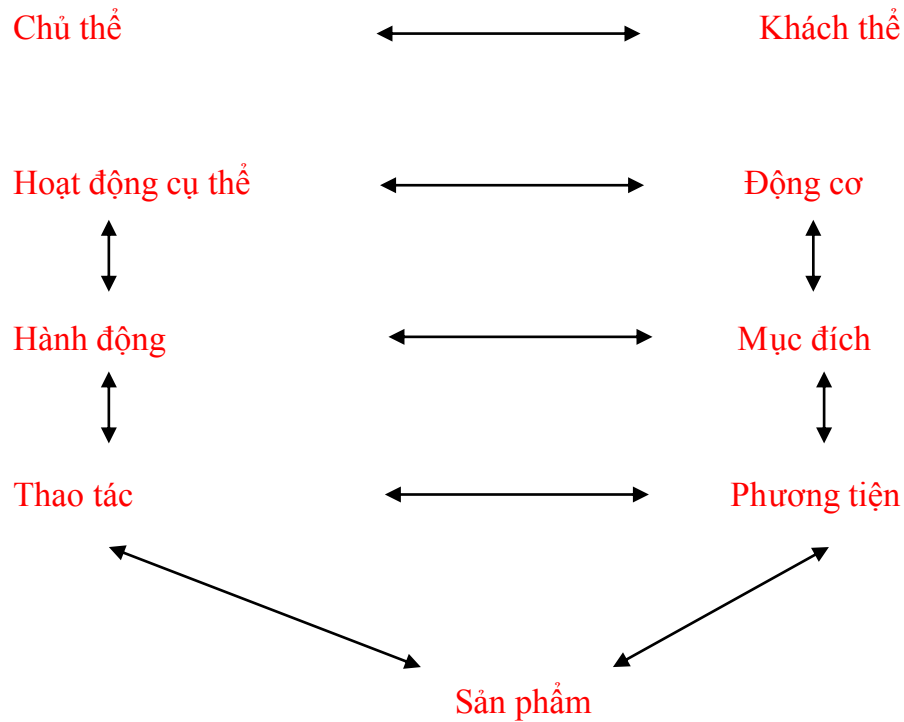 Chủ thể Khách thể
Hoạt động cụ thể Động cơ
Hành động Mục đích
Thao tác Phương tiện
Sản phẩm